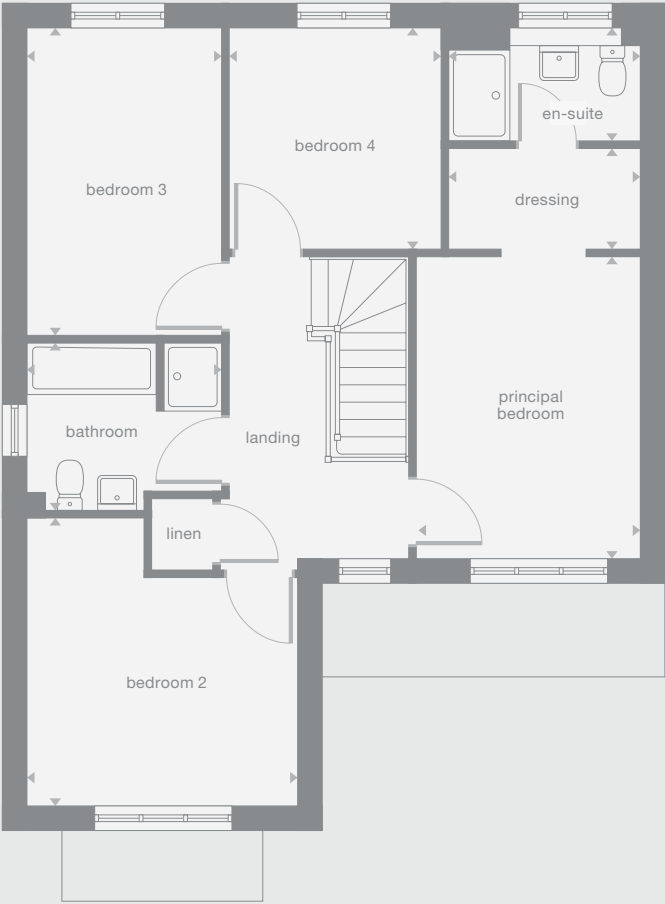 en-suite
bedroom 4
bedroom 3
dressing
principal
bedroom
bathroom
landing
linen
bedroom 2